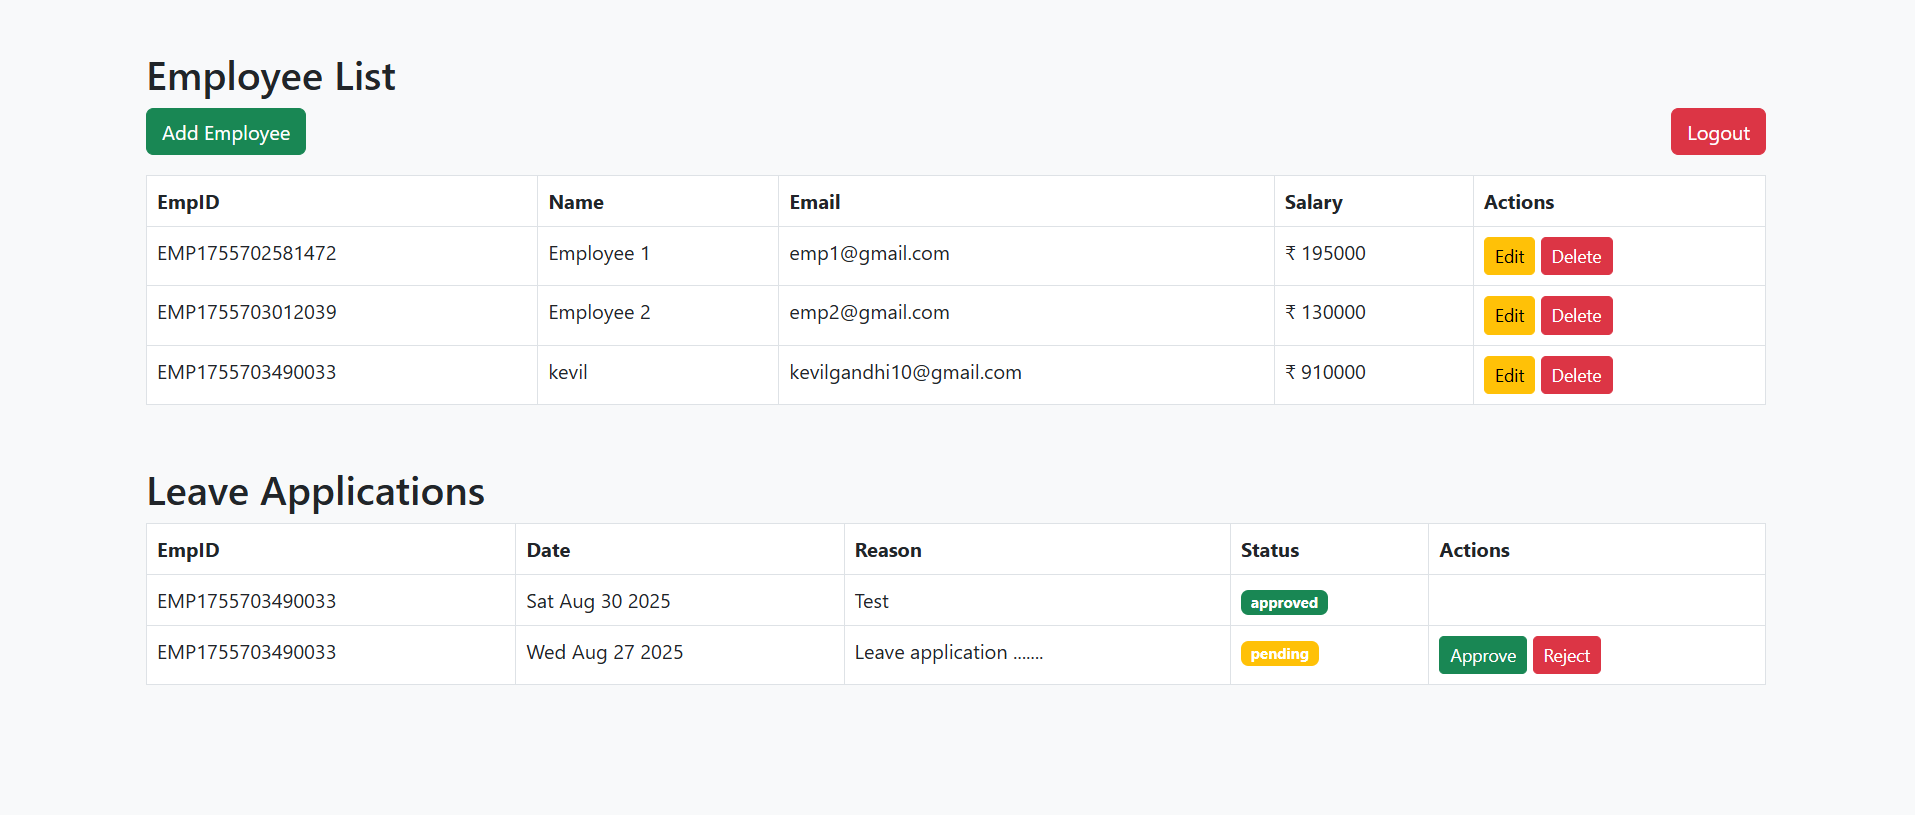 Employee List
Add Employee Logout
EmpID Name Email Salary Actions
EMP1755702581472 Employee 1 emp1@gmail.com ₹ 195000 Edit Delete
EMP1755703012039 Employee 2 emp2@gmail.com ₹ 130000 Edit Delete
EMP1755703490033 kevil kevilgandhi10@gmail.com ₹ 910000 Edit Delete
Leave Applications
EmpID Date Reason Status Actions
EMP1755703490033 Sat Aug 30 2025 Test approved
EMP1755703490033 Wed Aug 27 2025 Leave application ....... pending Approve Reject